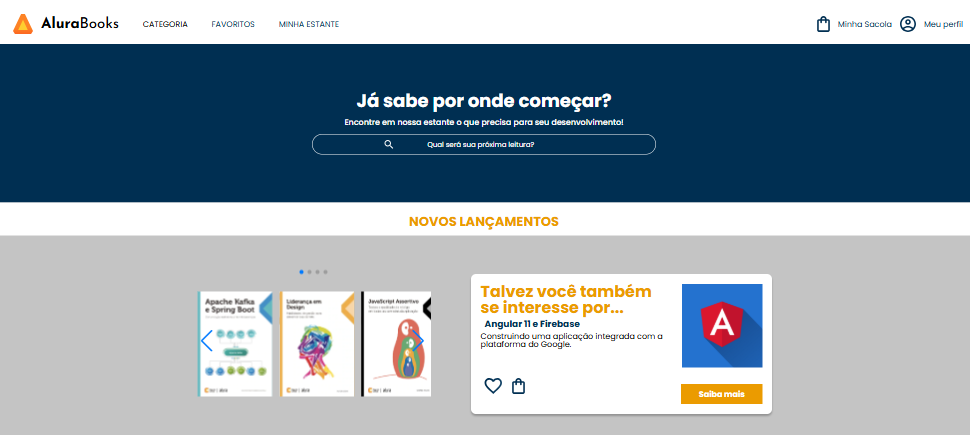 AluraBooks
CATEGORIA
FAVORITOS
MINHA ESTANTE
Minha Sacola
Meu perfil
Já sabe por onde começar?
Encontre em nossa estante o que precisa para seu desenvolvimento!
Qual será sua próxima leitura?
NOVOS LANÇAMENTOS
Apache Kafka
e Spring Boot
Liderança em
Design:
JavaScript Assertivo
Talvez você também
se interesse por...
Angular 11 e Firebase
Construindo uma aplicação integrada com a
plataforma do Google.
A
Saiba mais